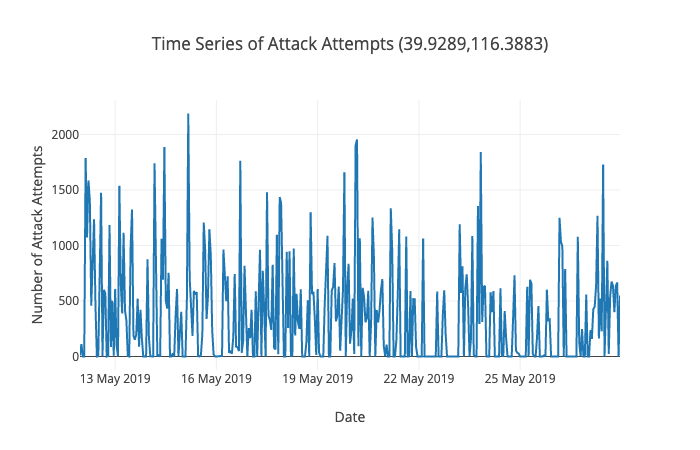 Time Series of Attack Attempts (39.9289,116.3883)
Number of Attack Attempts
2000
1500
1000
500
0
13 May 2019 16 May 2019 19 May 2019 22 May 2019 25 May 2019
Date